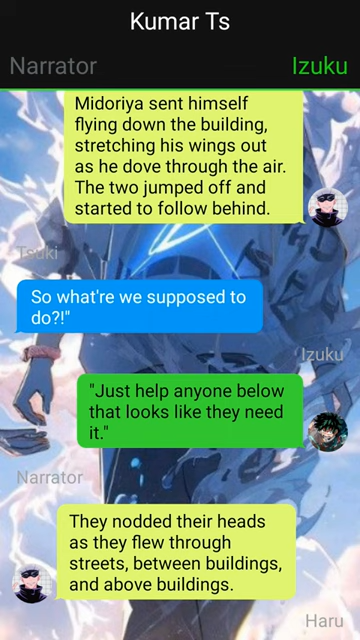 Kumar Ts
Narrator
Izuku
Midoriya sent himself
flying down the building,
stretching his wings out
as he dove through the air.
The two jumped off and
started to follow behind.
Tsuki
So what're we supposed to
do?!"
Izuku
"Just help anyone below
that looks like they need
it."
Narrator
They nodded their heads
as they flew through
streets, between buildings,
and above buildings.
Haru